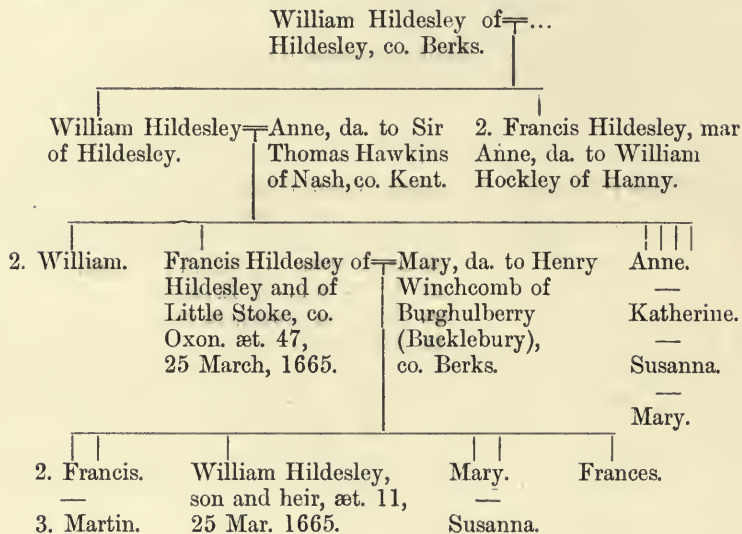 William Hildesley of ...
Hildesley, co. Berks.
William Hildesley
of Hildesley.
Anne, da. to Sir
Thomas Hawkins
of Nash, co. Kent.
2. Francis Hildesley, mar
Anne, da. to William
Hockley of Hanny.
2. William.
Francis Hildesley of
Hildesley and of
Little Stoke, co.
Oxon. æt. 47,
25 March, 1665.
Mary, da. to Henry
Winchcomb of
Burghulberry
(Bucklebury),
co. Berks.
Anne.
—
Katherine.
—
Susanna.
—
Mary.
2. Francis.
—
3. Martin.
William Hildesley,
son and heir, æt. 11,
25 Mar. 1665.
Mary.
—
Susanna.
Frances.